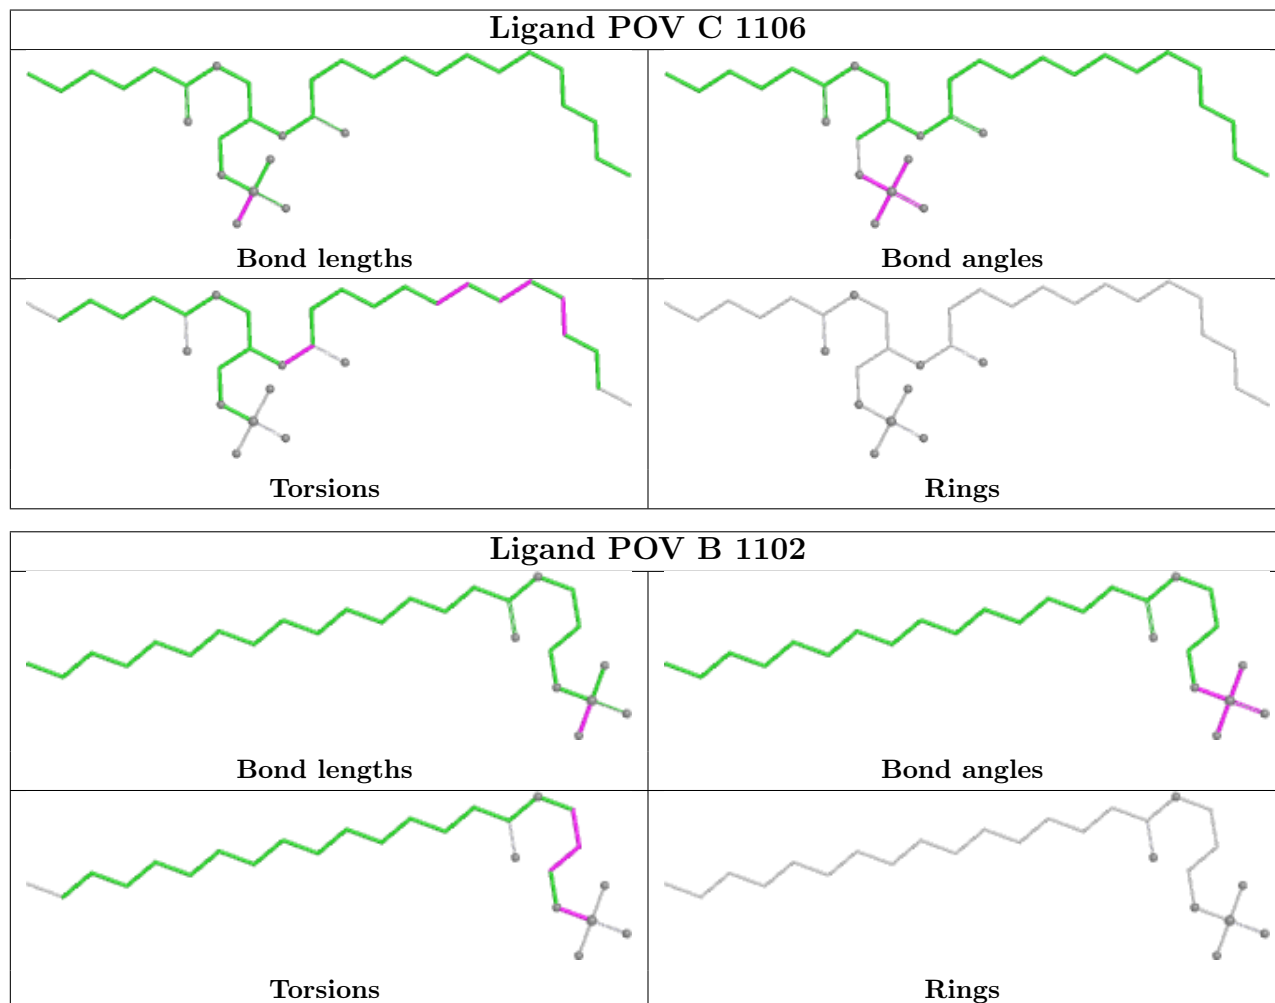 Ligand POV C 1106
Bond lengths
Bond angles
Torsions
Rings
Ligand POV B 1102
Bond lengths
Bond angles
Torsions
Rings